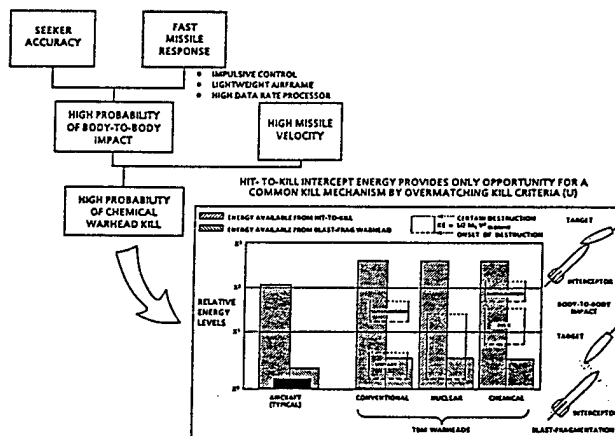 SEEKER
ACCURACY
FAST
MISSILE
RESPONSE
• IMPULSIVE CONTROL
• LIGHTWEIGHT AIRFRAME
• HIGH DATA RATE PROCESSOR
HIGH PROBABILITY
OF BODY-TO-BODY
IMPACT
HIGH MISSILE
VELOCITY
HIGH PROBABILITY
OF CHEMICAL
WARHEAD KILL
HIT-TO-KILL INTERCEPT ENERGY PROVIDES ONLY OPPORTUNITY FOR A
COMMON KILL MECHANISM BY OVERMATCHING KILL CRITERIA (U)
ENERGY AVAILABLE FROM HIT-TO-KILL
ENERGY AVAILABLE FROM BLAST-FRAG WARHEAD
CERTAIN DESTRUCTION
KE = 1/2
ONSET OF DESTRUCTION
RELATIVE
ENERGY
LEVELS
AIRCRAFT
(TYPICAL)
CONVENTIONAL
NUCLEAR
CHEMICAL
TBM WARHEADS
TARGET
INTERCEPTOR
BODY-TO-BODY
IMPACT
TARGET
INTERCEPTOR
BLAST-FRAGMENTATION